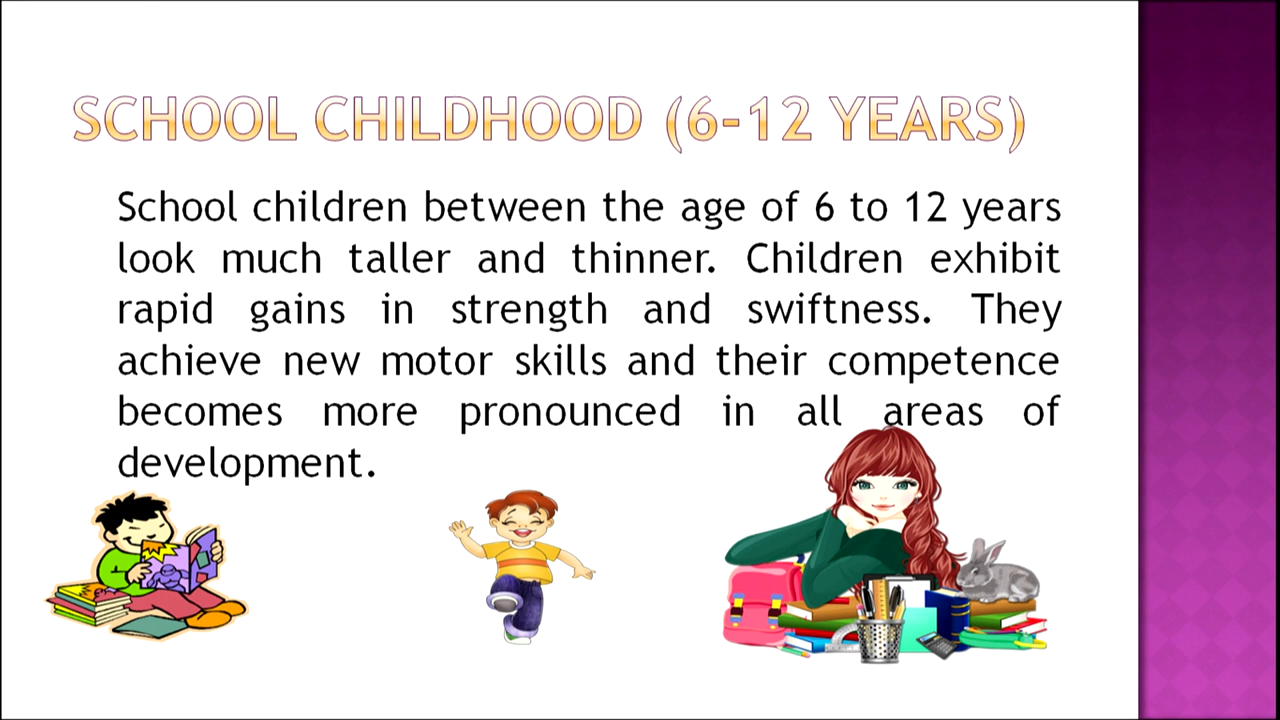 SCHOOL CHILDHOOD (6-12 YEARS)
School children between the age of 6 to 12 years
look much taller and thinner. Children exhibit
rapid gains in strength and swiftness. They
achieve new motor skills and their competence
becomes more pronounced in all areas of
development.